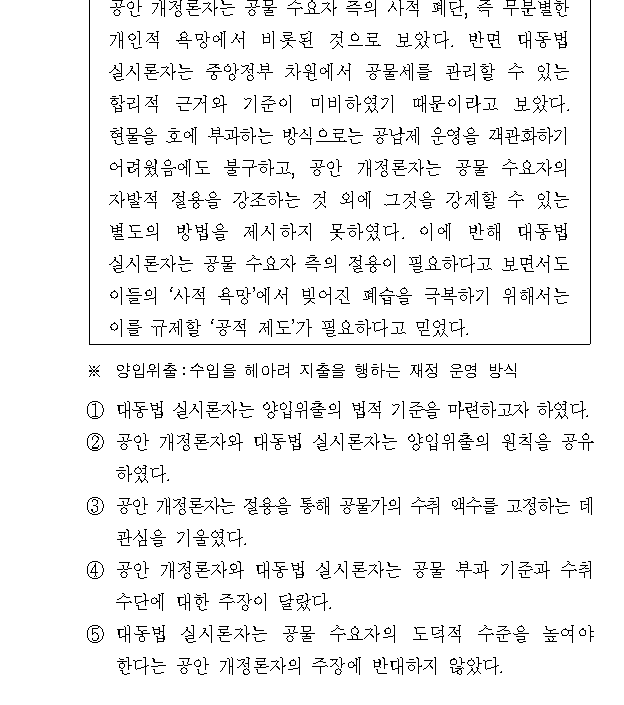 공안 개정론자는 공물 수요자 측의 사적 폐단, 즉 무분별한
개인적 욕망에서 비롯된 것으로 보았다. 반면 대동법
실시론자는 중앙정부 차원에서 공물세를 관리할 수 있는
합리적 근거와 기준이 미비하였기 때문이라고 보았다.
현물을 호에 부과하는 방식으로는 공납제 운영을 객관화하기
어려웠음에도 불구하고, 공안 개정론자는 공물 수요자의
자발적 절용을 강조하는 것 외에 그것을 강제할 수 있는
별도의 방법을 제시하지 못하였다. 이에 반해 대동법
실시론자는 공물 수요자 측의 절용이 필요하다고 보면서도
이들의 ‘사적 욕망’에서 빚어진 폐습을 극복하기 위해서는
이를 규제할 ‘공적 제도’가 필요하다고 믿었다.
※ 양입위출:수입을 헤아려 지출을 행하는 재정 운영 방식
① 대동법 실시론자는 양입위출의 법적 기준을 마련하고자 하였다.
② 공안 개정론자와 대동법 실시론자는 양입위출의 원칙을 공유
하였다.
③ 공안 개정론자는 절용을 통해 공물가의 수취 액수를 고정하는 데
관심을 기울였다.
④ 공안 개정론자와 대동법 실시론자는 공물 부과 기준과 수취
수단에 대한 주장이 달랐다.
⑤ 대동법 실시론자는 공물 수요자의 도덕적 수준을 높여야
한다는 공안 개정론자의 주장에 반대하지 않았다.